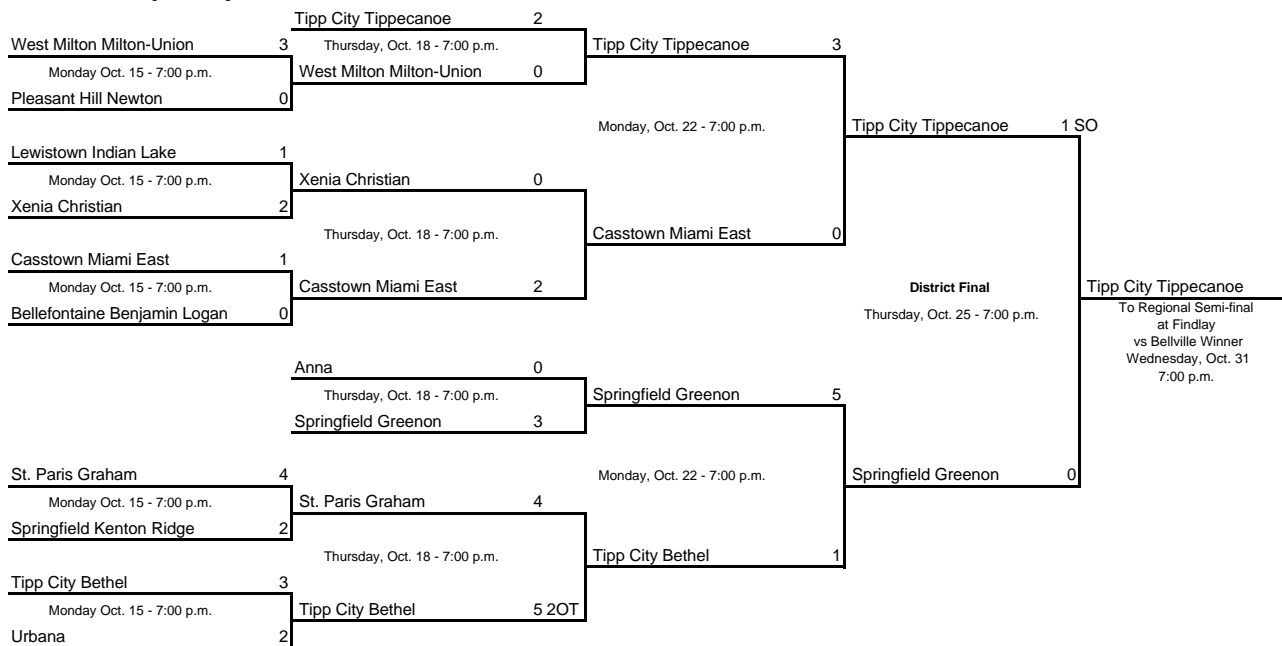 Tipp City Tippecanoe 2
West Milton Milton-Union 3
Thursday, Oct. 18 - 7:00 p.m.
Tipp City Tippecanoe 3
Monday Oct. 15 - 7:00 p.m.
West Milton Milton-Union 0
Pleasant Hill Newton 0
Monday, Oct. 22 - 7:00 p.m.
Tipp City Tippecanoe 1 SO
Lewistown Indian Lake 1
Monday Oct. 15 - 7:00 p.m.
Xenia Christian 0
Xenia Christian 2
Thursday, Oct. 18 - 7:00 p.m.
Casstown Miami East 0
Casstown Miami East 1
Monday Oct. 15 - 7:00 p.m.
Casstown Miami East 2
District Final
Tipp City Tippecanoe
Bellefontaine Benjamin Logan 0
Thursday, Oct. 25 - 7:00 p.m.
To Regional Semi-final
at Findlay
vs Bellville Winner
Wednesday, Oct. 31
7:00 p.m.
Anna 0
Thursday, Oct. 18 - 7:00 p.m.
Springfield Greenon 5
Springfield Greenon 3
St. Paris Graham 4
Monday, Oct. 22 - 7:00 p.m.
Springfield Greenon 0
Monday Oct. 15 - 7:00 p.m.
St. Paris Graham 4
Springfield Kenton Ridge 2
Thursday, Oct. 18 - 7:00 p.m.
Tipp City Bethel 1
Tipp City Bethel 3
Monday Oct. 15 - 7:00 p.m.
Tipp City Bethel 5 2OT
Urbana 2